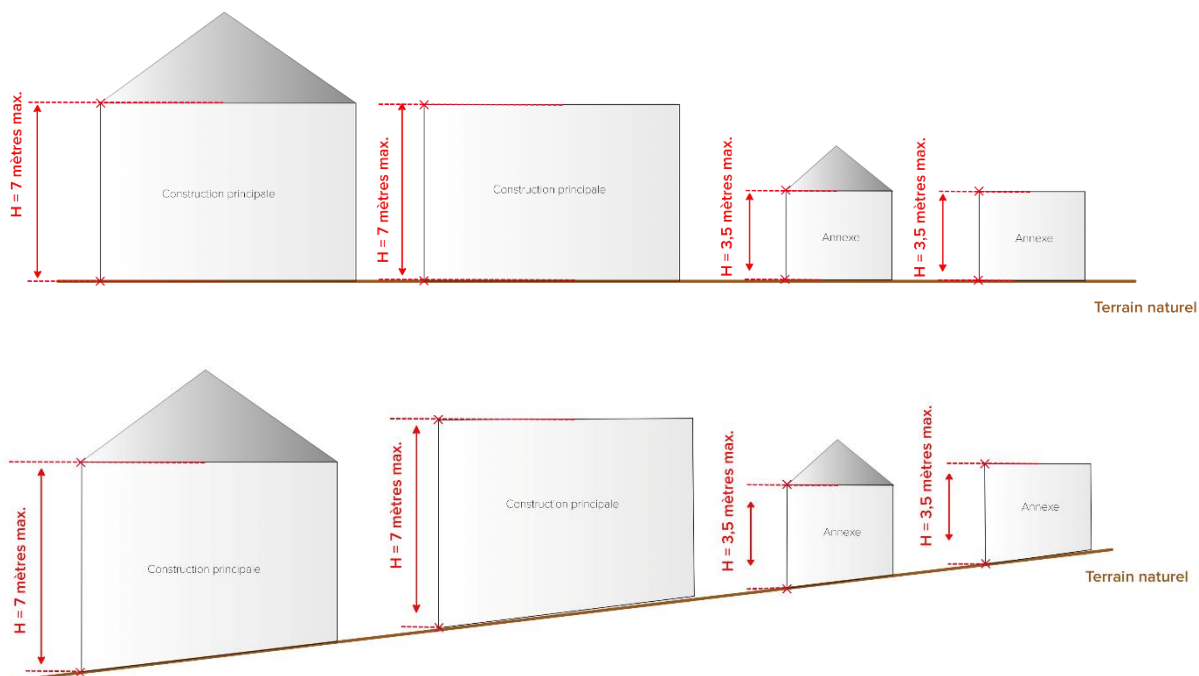 H = 7 mètres max.
Construction principale
H = 7 mètres max.
Construction principale
H = 3,5 mètres max.
Annexe
H = 3,5 mètres max.
Annexe
Terrain naturel
H = 7 mètres max.
Construction principale
H = 7 mètres max.
Construction principale
H = 3,5 mètres max.
Annexe
H = 3,5 mètres max.
Annexe
Terrain naturel